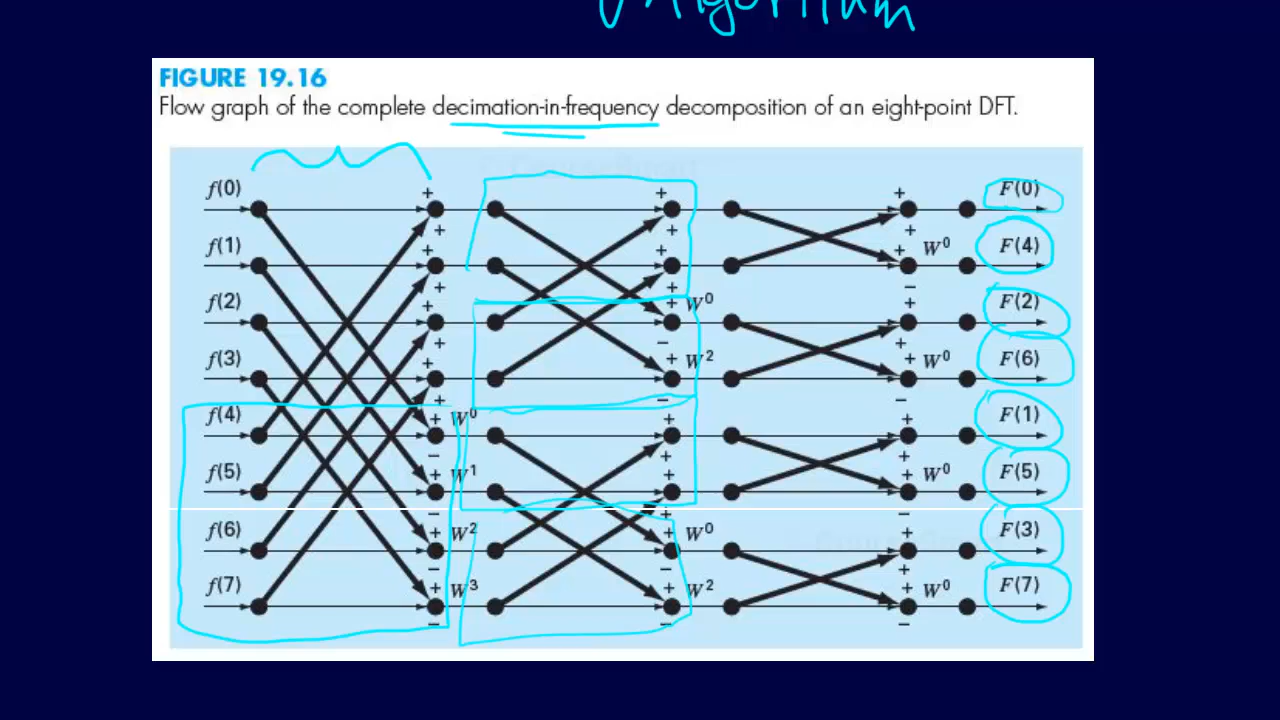 Algorithm
FIGURE 19.16
Flow graph of the complete decimation-in-frequency decomposition of an eight-point DFT.
f(0) + + + F(0)
+ + +
f(1) + + + W⁰ F(4)
+ + −
f(2) + W⁰ + F(2)
+ − +
f(3) + + W² + W⁰ F(6)
+ − −
f(4) + W⁰ + F(1)
− + +
f(5) + W¹ + + W⁰ F(5)
− + −
f(6) + W² W⁰ + F(3)
− − +
f(7) + W³ + W² + W⁰ F(7)
− − −